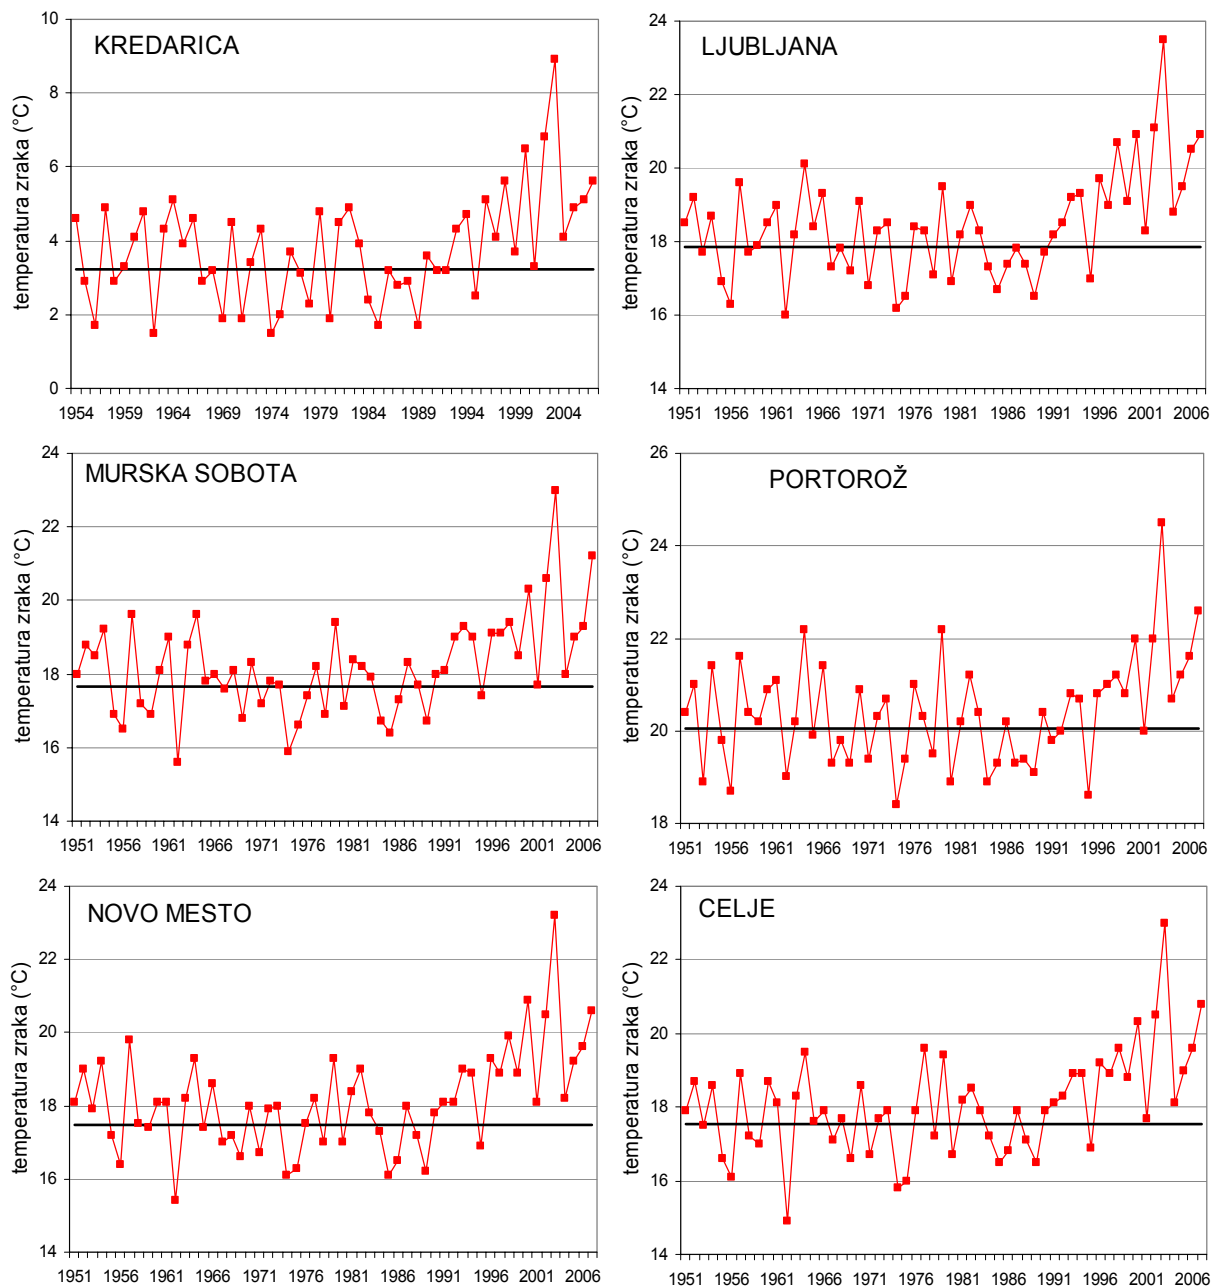 KREDARICA
temperatura zraka (°C)
10
8
6
4
2
0
1954 1959 1964 1969 1974 1979 1984 1989 1994 1999 2004
LJUBLJANA
temperatura zraka (°C)
24
22
20
18
16
14
1951 1956 1961 1966 1971 1976 1981 1986 1991 1996 2001 2006
MURSKA SOBOTA
temperatura zraka (°C)
24
22
20
18
16
14
1951 1956 1961 1966 1971 1976 1981 1986 1991 1996 2001 2006
PORTOROŽ
temperatura zraka (°C)
26
24
22
20
18
1951 1956 1961 1966 1971 1976 1981 1986 1991 1996 2001 2006
NOVO MESTO
temperatura zraka (°C)
24
22
20
18
16
14
1951 1956 1961 1966 1971 1976 1981 1986 1991 1996 2001 2006
CELJE
temperatura zraka (°C)
24
22
20
18
16
14
1951 1956 1961 1966 1971 1976 1981 1986 1991 1996 2001 2006